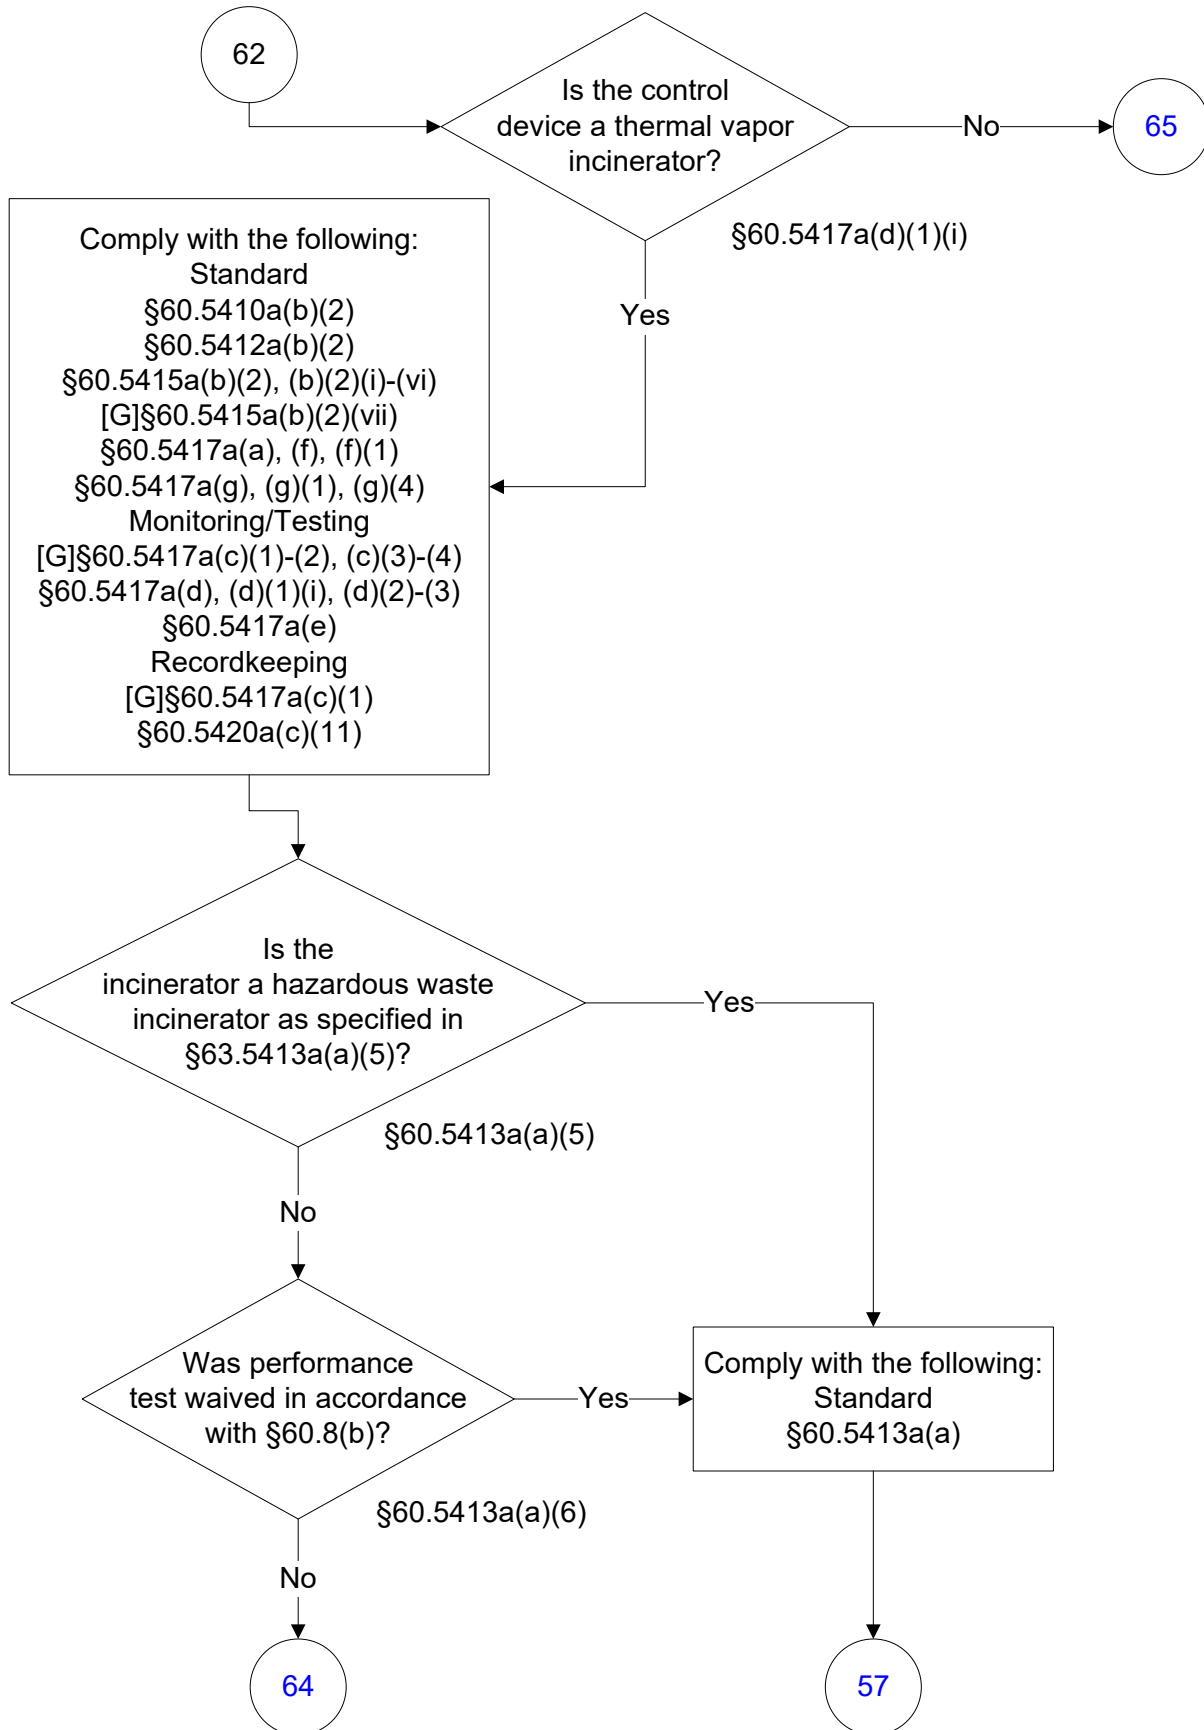 62
Is the control
device a thermal vapor
incinerator?
No
65
§60.5417a(d)(1)(i)
Yes
Comply with the following:
Standard
§60.5410a(b)(2)
§60.5412a(b)(2)
§60.5415a(b)(2), (b)(2)(i)-(vi)
[G]§60.5415a(b)(2)(vii)
§60.5417a(a), (f), (f)(1)
§60.5417a(g), (g)(1), (g)(4)
Monitoring/Testing
[G]§60.5417a(c)(1)-(2), (c)(3)-(4)
§60.5417a(d), (d)(1)(i), (d)(2)-(3)
§60.5417a(e)
Recordkeeping
[G]§60.5417a(c)(1)
§60.5420a(c)(11)
Is the
incinerator a hazardous waste
incinerator as specified in
§63.5413a(a)(5)?
Yes
§60.5413a(a)(5)
No
Was performance
test waived in accordance
with §60.8(b)?
Yes
§60.5413a(a)(6)
Comply with the following:
Standard
§60.5413a(a)
No
64
57